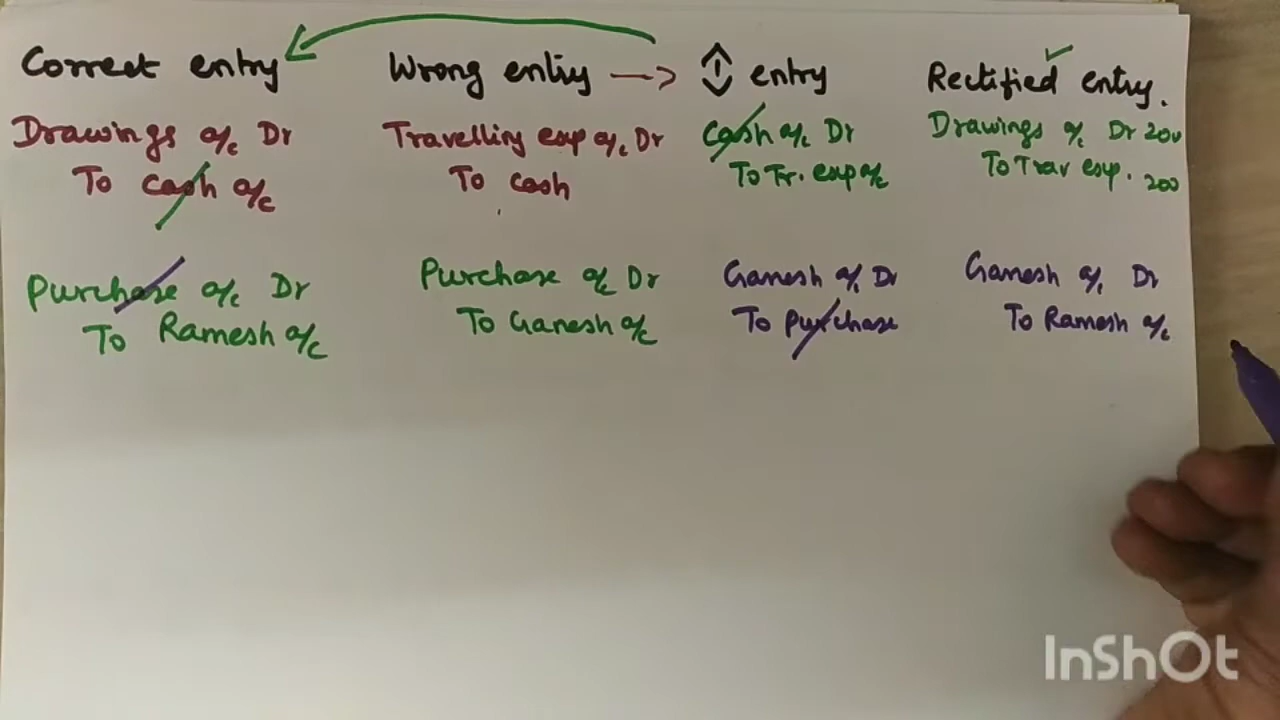 Correct entry Wrong entry → entry Rectified entry.
Drawings a/c Dr
To cash a/c
Travelling exp a/c Dr
To cash
Cash a/c Dr
To Tr. exp a/c
Drawings a/c Dr 200
To Trav exp. 200
Purchase a/c Dr
To Ramesh a/c
Purchase a/c Dr
To Ganesh a/c
Ganesh a/c Dr
To Purchase
Ganesh a/c Dr
To Ramesh a/c
InShOt